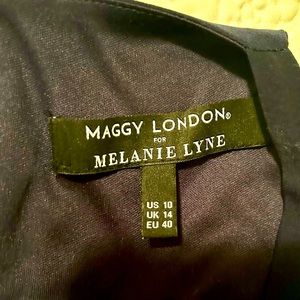 MAGGY LONDON®
FOR
MELANIE LYNE
US 10
UK 14
EU 40